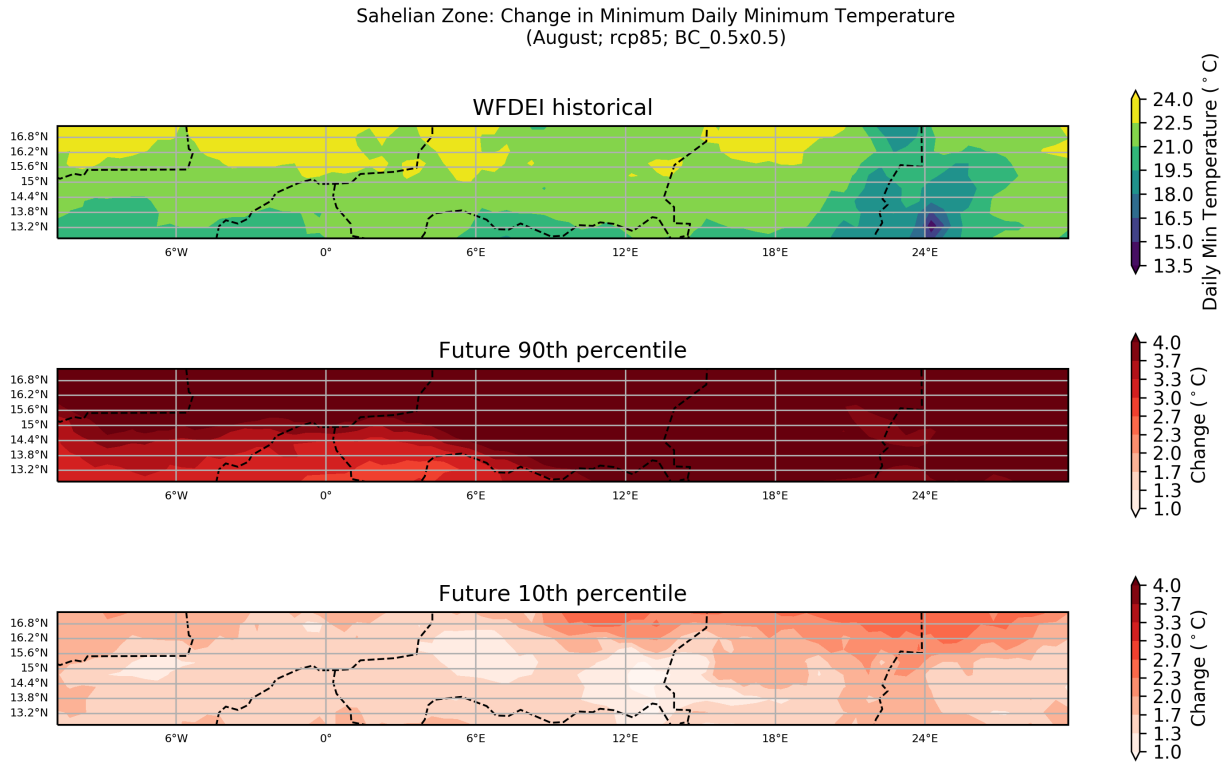 Sahelian Zone: Change in Minimum Daily Minimum Temperature
(August; rcp85; BC_0.5x0.5)
WFDEI historical
16.8°N
16.2°N
15.6°N
15°N
14.4°N
13.8°N
13.2°N
6°W
0°
6°E
12°E
18°E
24°E
24.0
22.5
21.0
19.5
18.0
16.5
15.0
13.5
Daily Min Temperature (°C)
Future 90th percentile
16.8°N
16.2°N
15.6°N
15°N
14.4°N
13.8°N
13.2°N
6°W
0°
6°E
12°E
18°E
24°E
4.0
3.7
3.3
3.0
2.7
2.3
2.0
1.7
1.3
1.0
Change (°C)
Future 10th percentile
16.8°N
16.2°N
15.6°N
15°N
14.4°N
13.8°N
13.2°N
6°W
0°
6°E
12°E
18°E
24°E
4.0
3.7
3.3
3.0
2.7
2.3
2.0
1.7
1.3
1.0
Change (°C)